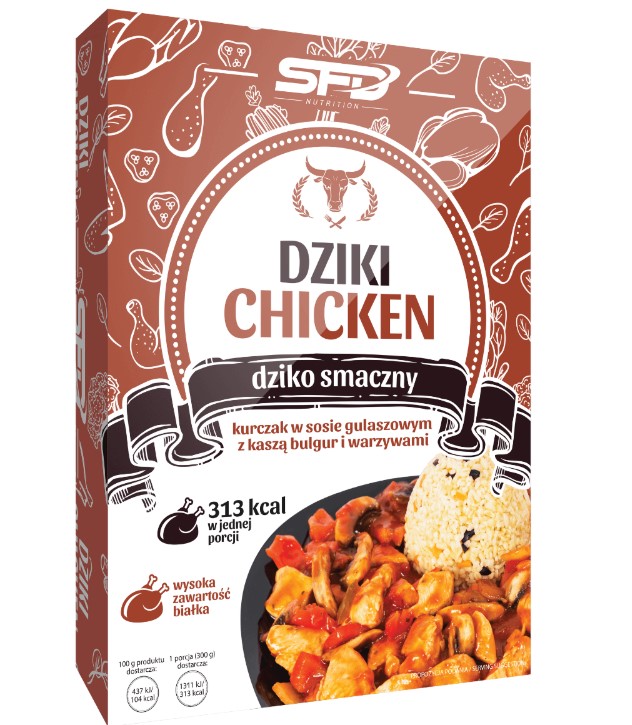 SFD
NUTRITION
DZIKI
CHICKEN
dziko smaczny
kurczak w sosie gulaszowym
z kaszą bulgur i warzywami
313 kcal
w jednej
porcji
wysoka
zawartość
białka
100 g produktu
dostarcza:
437 kJ/
104 kcal
1 porcja (300 g)
dostarcza:
1311 kJ/
313 kcal
DZIKI
SFD
DZIKI